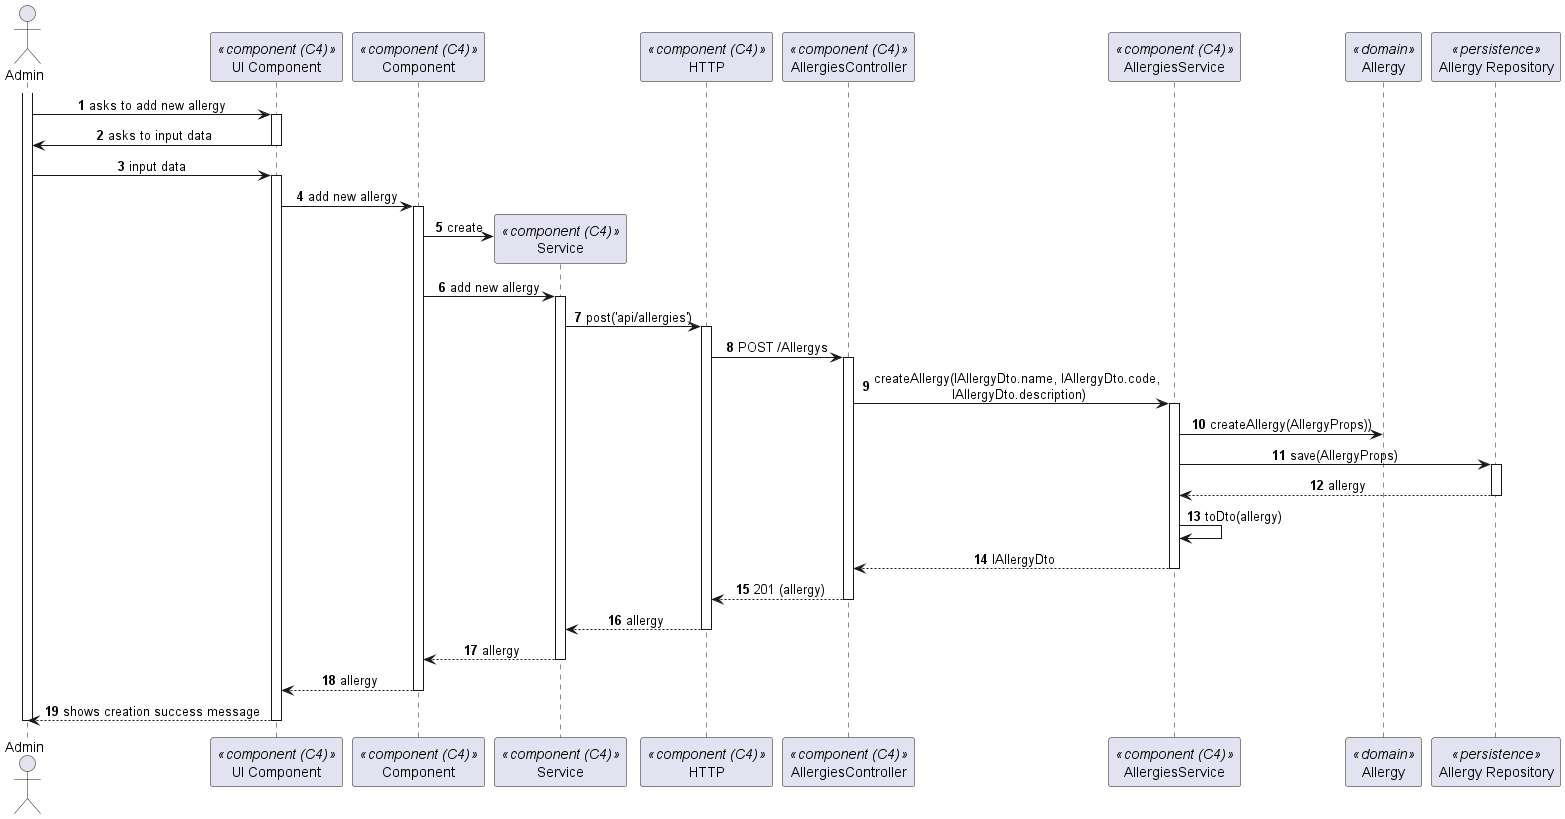 Admin
«component (C4)»
UI Component
«component (C4)»
Component
«component (C4)»
HTTP
«component (C4)»
AllergiesController
«component (C4)»
AllergiesService
«domain»
Allergy
«persistence»
Allergy Repository
1 asks to add new allergy
2 asks to input data
3 input data
4 add new allergy
5 create
«component (C4)»
Service
6 add new allergy
7 post('api/allergies')
8 POST /Allergys
9 createAllergy(IAllergyDto.name, IAllergyDto.code,
IAllergyDto.description)
10 createAllergy(AllergyProps))
11 save(AllergyProps)
12 allergy
13 toDto(allergy)
14 IAllergyDto
15 201 (allergy)
16 allergy
17 allergy
18 allergy
19 shows creation success message
Admin
«component (C4)»
UI Component
«component (C4)»
Component
«component (C4)»
Service
«component (C4)»
HTTP
«component (C4)»
AllergiesController
«component (C4)»
AllergiesService
«domain»
Allergy
«persistence»
Allergy Repository